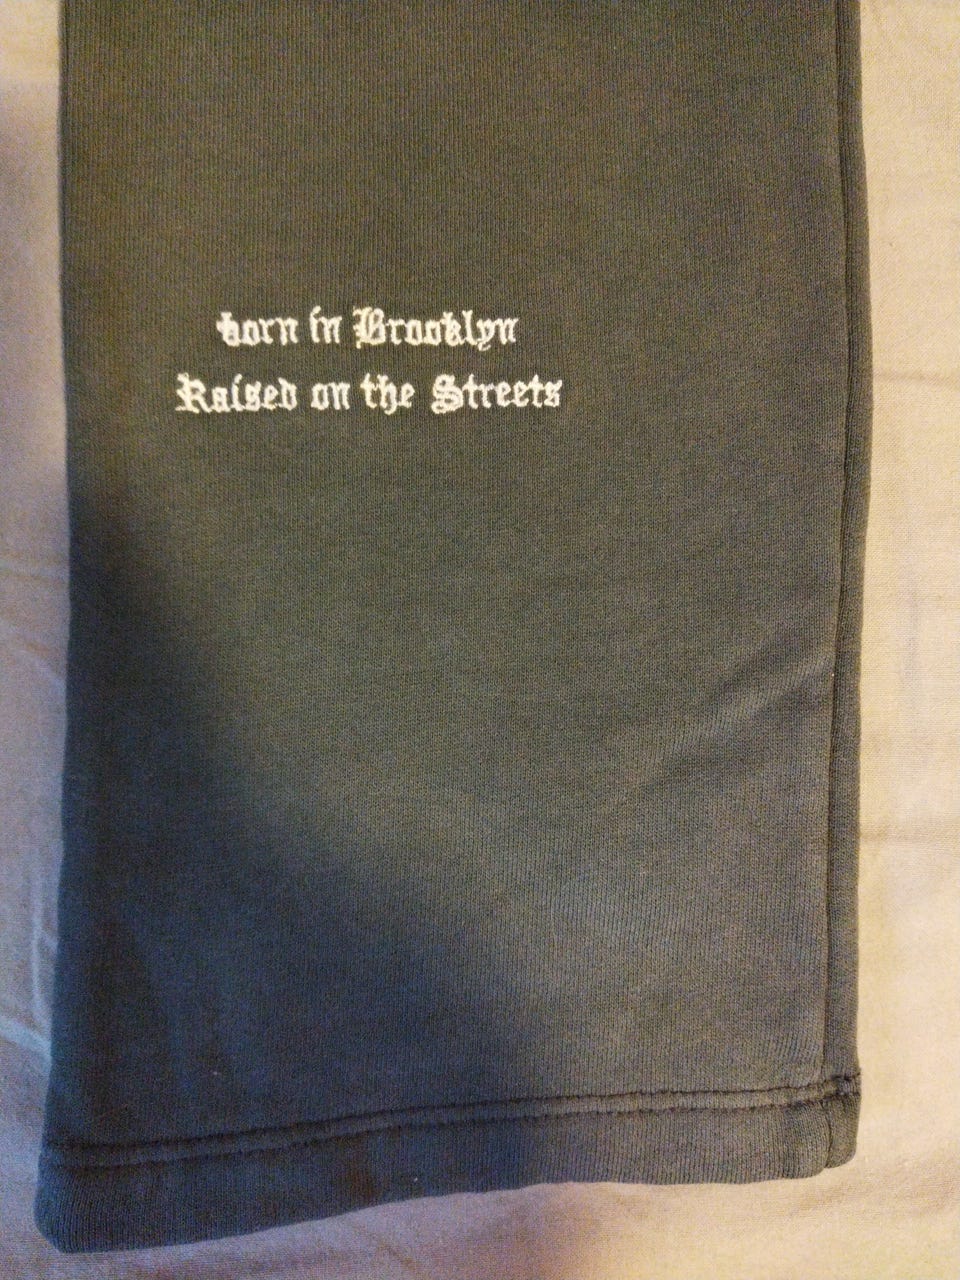 born in Brooklyn
Raised on the Streets